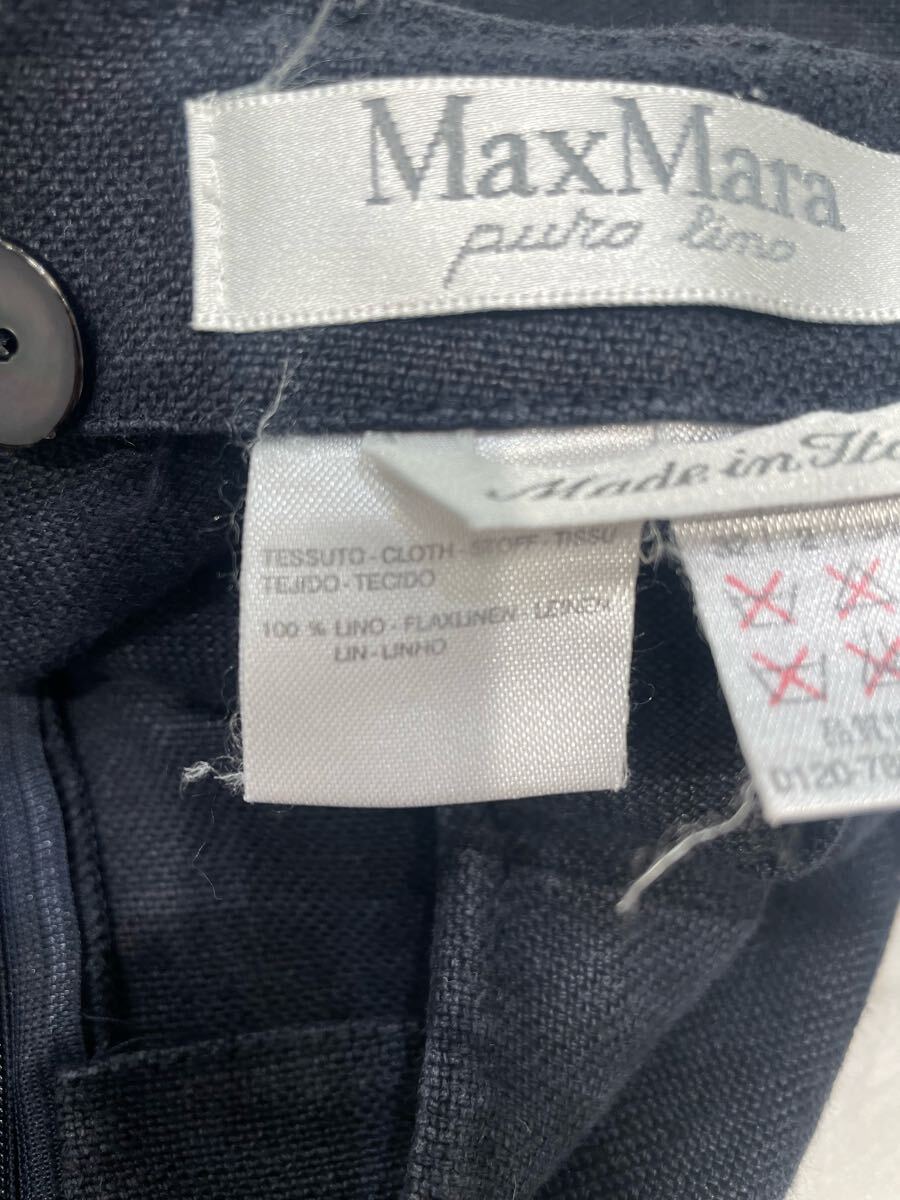 MaxMara
puro lino
Made in
TESSUTO-CLOTH-STOFF-TISSU
TEJIDO-TECIDO
100 % LINO-FLAXLINEN-LEINEN
LIN-LINHO
0120-78